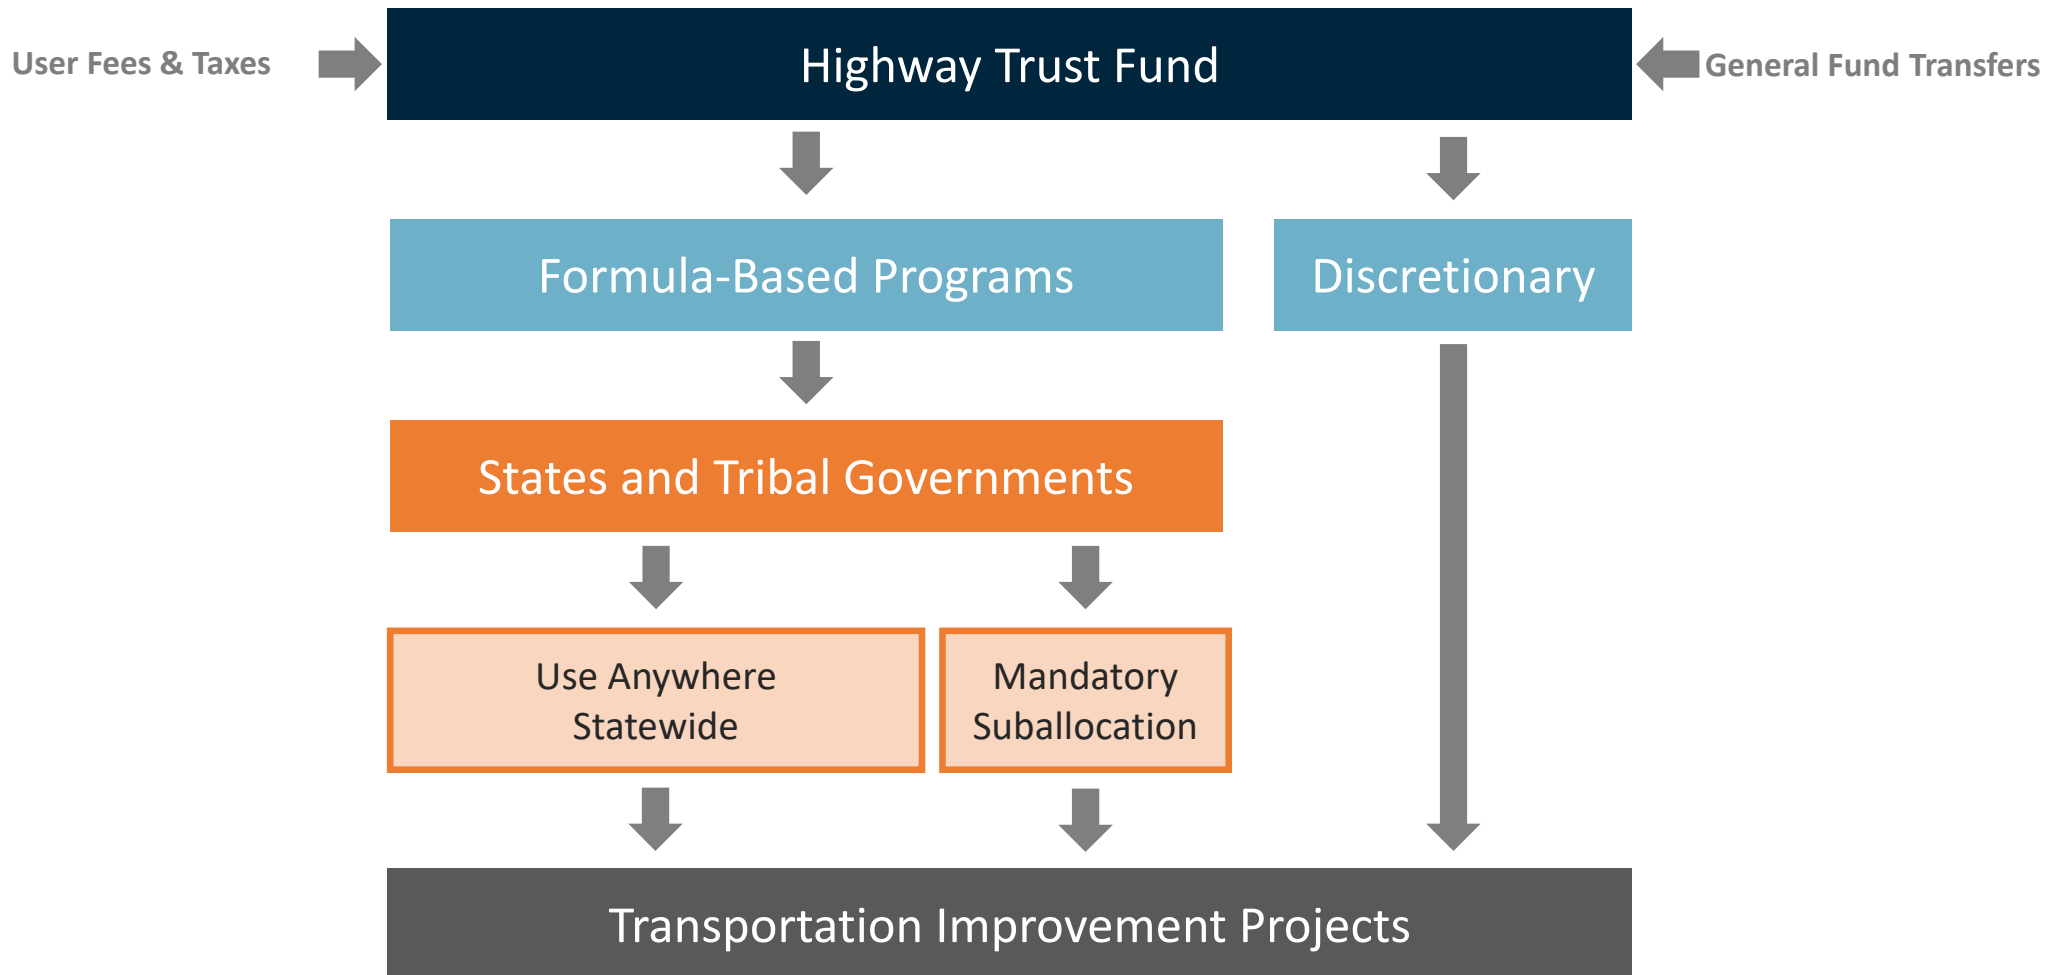 User Fees & Taxes
Highway Trust Fund
General Fund Transfers
Formula-Based Programs
Discretionary
States and Tribal Governments
Use Anywhere
Statewide
Mandatory
Suballocation
Transportation Improvement Projects